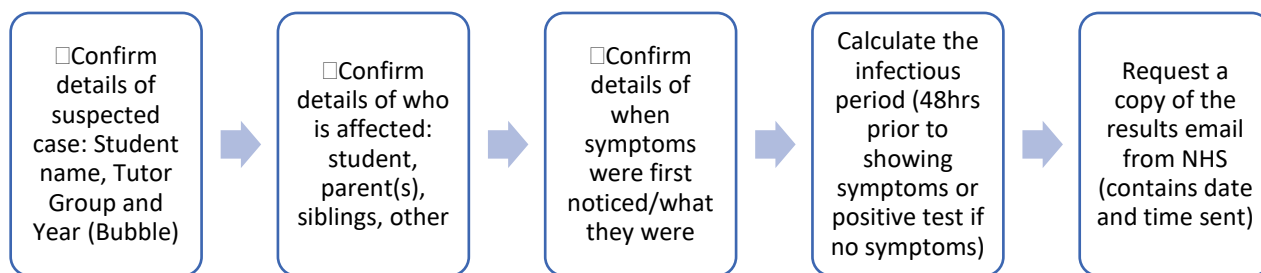 ☐Confirm
details of
suspected
case: Student
name, Tutor
Group and
Year (Bubble)
☐Confirm
details of who
is affected:
student,
parent(s),
siblings, other
☐Confirm
details of
when
symptoms
were first
noticed/what
they were
Calculate the
infectious
period (48hrs
prior to
showing
symptoms or
positive test if
no symptoms)
Request a
copy of the
results email
from NHS
(contains date
and time sent)